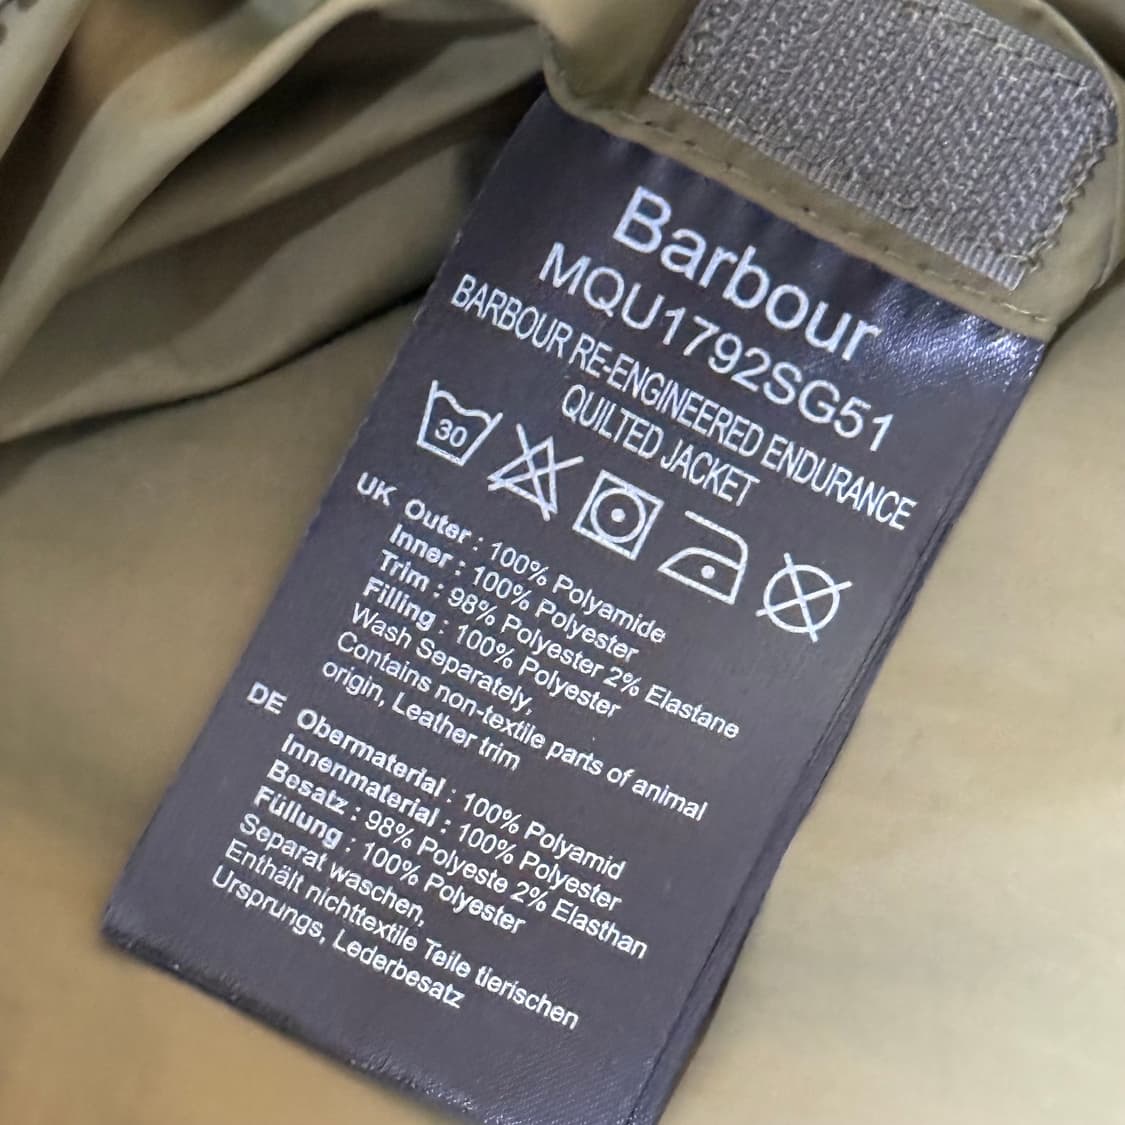 Barbour
MQU1792SG51
BARBOUR RE-ENGINEERED ENDURANCE
QUILTED JACKET
30
UK Outer : 100% Polyamide
Inner : 100% Polyester
Trim : 98% Polyester 2% Elastane
Filling : 100% Polyester
Wash Separately,
Contains non-textile parts of animal
origin, Leather trim
DE Obermaterial : 100% Polyamid
Innenmaterial : 100% Polyester
Besatz : 98% Polyeste 2% Elasthan
Füllung : 100% Polyester
Separat waschen,
Enthält nichttextile Teile tierischen
Ursprungs, Lederbesatz